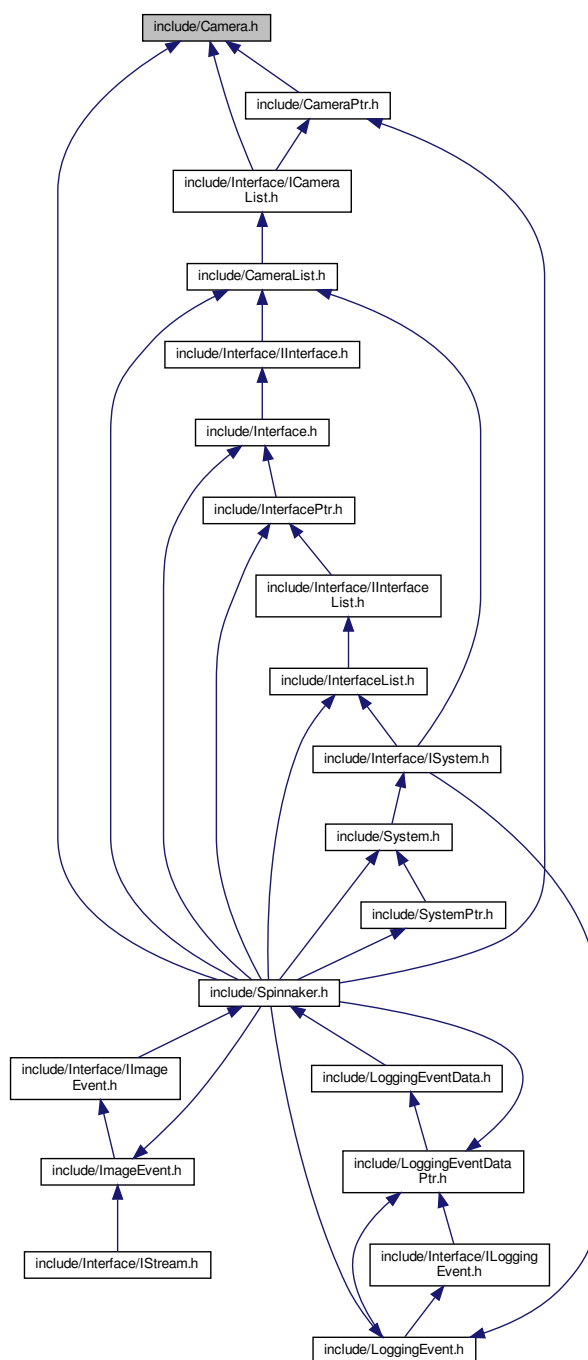 include/Camera.h
include/CameraPtr.h
include/Interface/ICamera
List.h
include/CameraList.h
include/Interface/IInterface.h
include/Interface.h
include/InterfacePtr.h
include/Interface/IInterface
List.h
include/InterfaceList.h
include/Interface/ISystem.h
include/System.h
include/SystemPtr.h
include/Spinnaker.h
include/Interface/IImage
Event.h
include/LoggingEventData.h
include/ImageEvent.h
include/LoggingEventData
Ptr.h
include/Interface/IStream.h
include/Interface/ILogging
Event.h
include/LoggingEvent.h